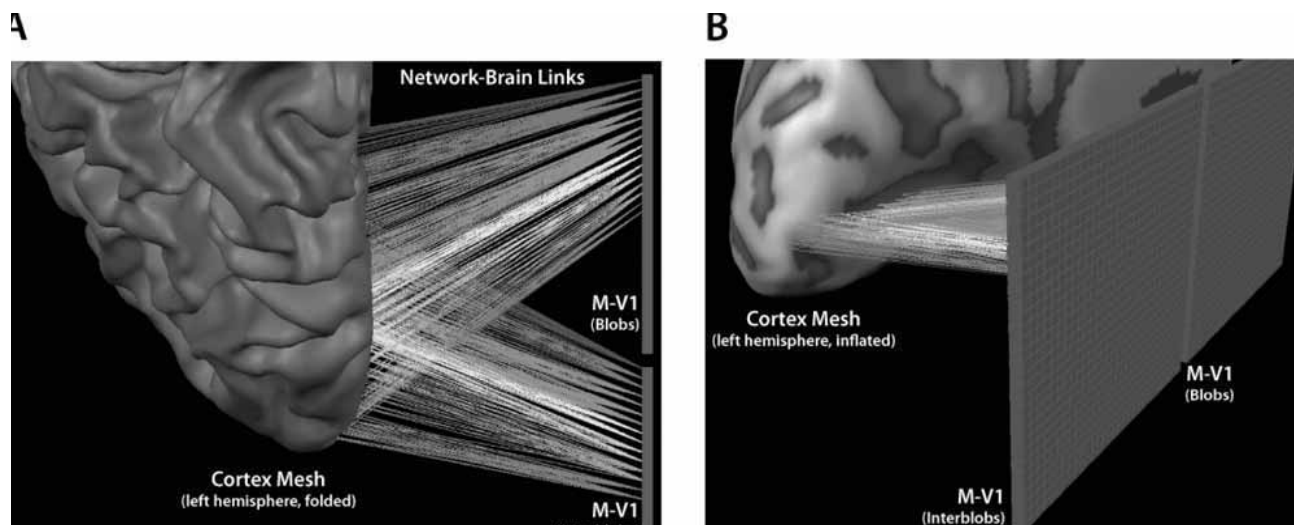 A
Network-Brain Links
M-V1
(Blobs)
Cortex Mesh
(left hemisphere, folded)
M-V1
B
Cortex Mesh
(left hemisphere, inflated)
M-V1
(Blobs)
M-V1
(Interblobs)